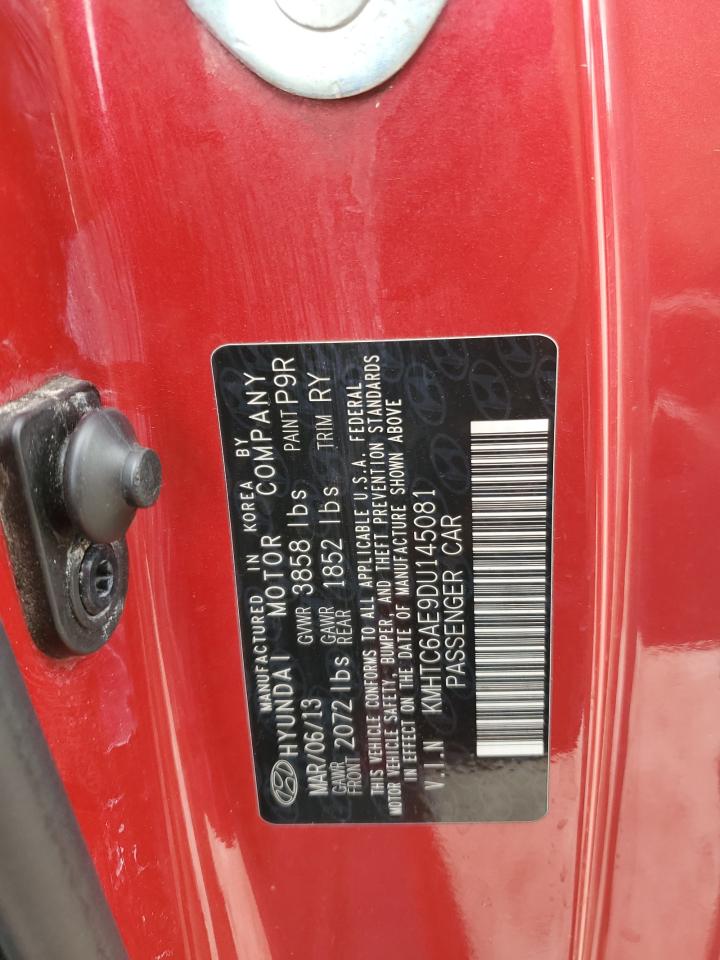 MANUFACTURED IN KOREA BY
HYUNDAI MOTOR COMPANY
MAR/06/13 GVWR 3858 lbs PAINT P9R
GAWR FRONT 2072 lbs GAWR REAR 1852 lbs TRIM RY
THIS VEHICLE CONFORMS TO ALL APPLICABLE U.S.A. FEDERAL
MOTOR VEHICLE SAFETY, BUMPER, AND THEFT PREVENTION STANDARDS
IN EFFECT ON THE DATE OF MANUFACTURE SHOWN ABOVE
V.I.N KMHTC6AE9DU145081
PASSENGER CAR